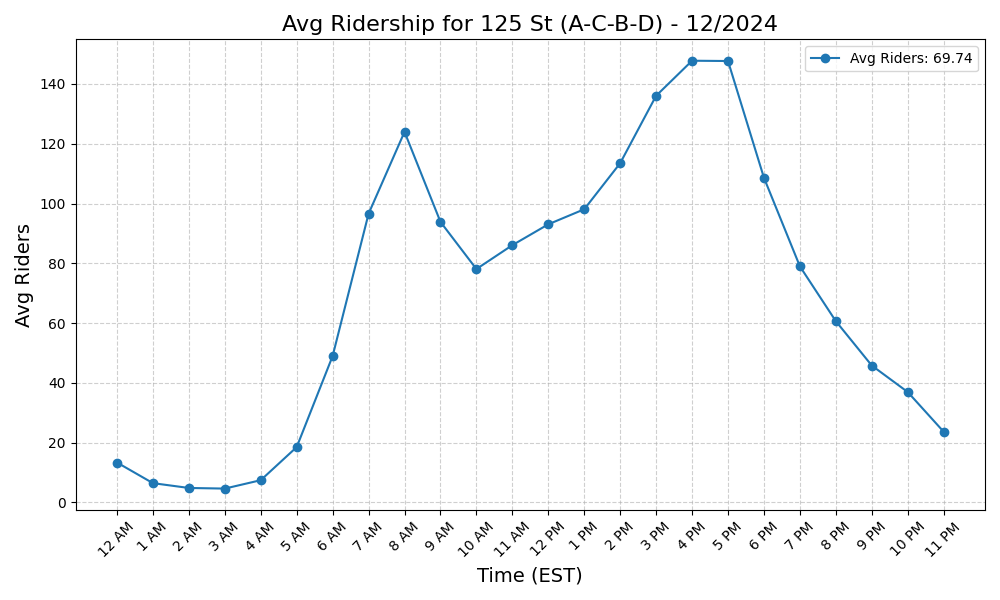 Avg Ridership for 125 St (A-C-B-D) - 12/2024
Avg Riders: 69.74
Avg Riders
140
120
100
80
60
40
20
0
12 AM
1 AM
2 AM
3 AM
4 AM
5 AM
6 AM
7 AM
8 AM
9 AM
10 AM
11 AM
12 PM
1 PM
2 PM
3 PM
4 PM
5 PM
6 PM
7 PM
8 PM
9 PM
10 PM
11 PM
Time (EST)